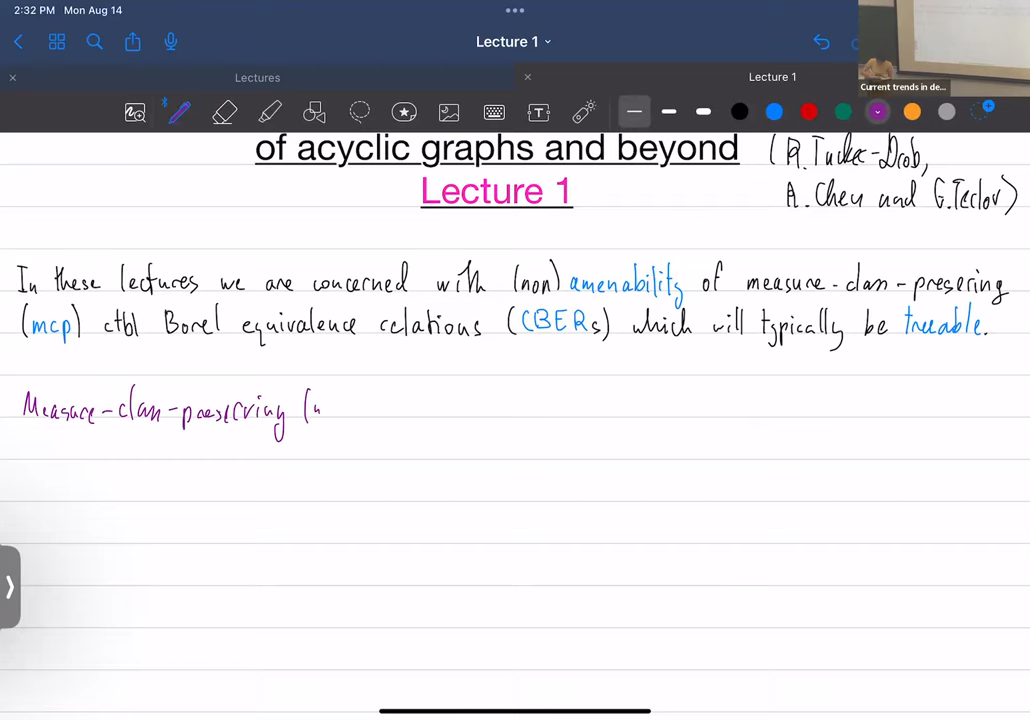 2:32 PM Mon Aug 14
Lecture 1
Lectures
Lecture 1
Current trends in de...
of acyclic graphs and beyond
(R. Tucker-Drob,
Lecture 1
A. Chen and G. Terlov)
In these lectures we are concerned with (non) amenability of measure-class-presering
(mcp) ctbl Borel equivalence relations (CBERs) which will typically be treeable.
Measure-class-preserving (